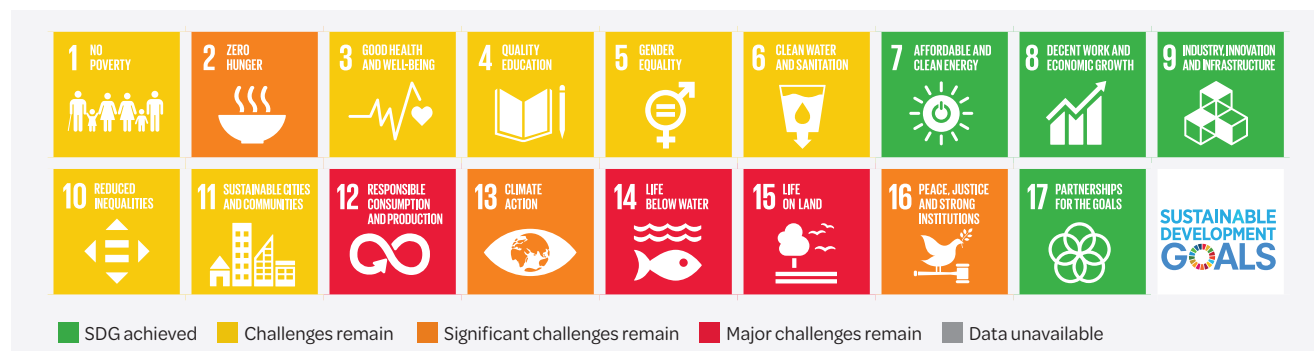 1 NO POVERTY
2 ZERO HUNGER
3 GOOD HEALTH AND WELL-BEING
4 QUALITY EDUCATION
5 GENDER EQUALITY
6 CLEAN WATER AND SANITATION
7 AFFORDABLE AND CLEAN ENERGY
8 DECENT WORK AND ECONOMIC GROWTH
9 INDUSTRY, INNOVATION AND INFRASTRUCTURE
10 REDUCED INEQUALITIES
11 SUSTAINABLE CITIES AND COMMUNITIES
12 RESPONSIBLE CONSUMPTION AND PRODUCTION
13 CLIMATE ACTION
14 LIFE BELOW WATER
15 LIFE ON LAND
16 PEACE, JUSTICE AND STRONG INSTITUTIONS
17 PARTNERSHIPS FOR THE GOALS
SUSTAINABLE
DEVELOPMENT
GOALS
SDG achieved Challenges remain Significant challenges remain Major challenges remain Data unavailable